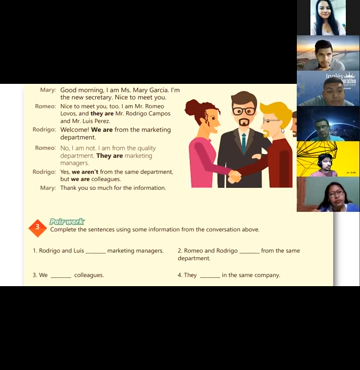 Mary: Good morning, I am Ms. Mary Garcia. I'm
the new secretary. Nice to meet you.
Romeo: Nice to meet you, too. I am Mr. Romeo
Lovos, and they are Mr. Rodrigo Campos
and Mr. Luis Perez.
Rodrigo: Welcome! We are from the marketing
department.
Romeo: No, I am not. I am from the quality
department. They are marketing
managers.
Rodrigo: Yes, we aren't from the same department,
but we are colleagues.
Mary: Thank you so much for the information.
3 Pair work
Complete the sentences using some information from the conversation above.
1. Rodrigo and Luis _______ marketing managers.
2. Romeo and Rodrigo _______ from the same
department.
3. We _______ colleagues.
4. They _______ in the same company.